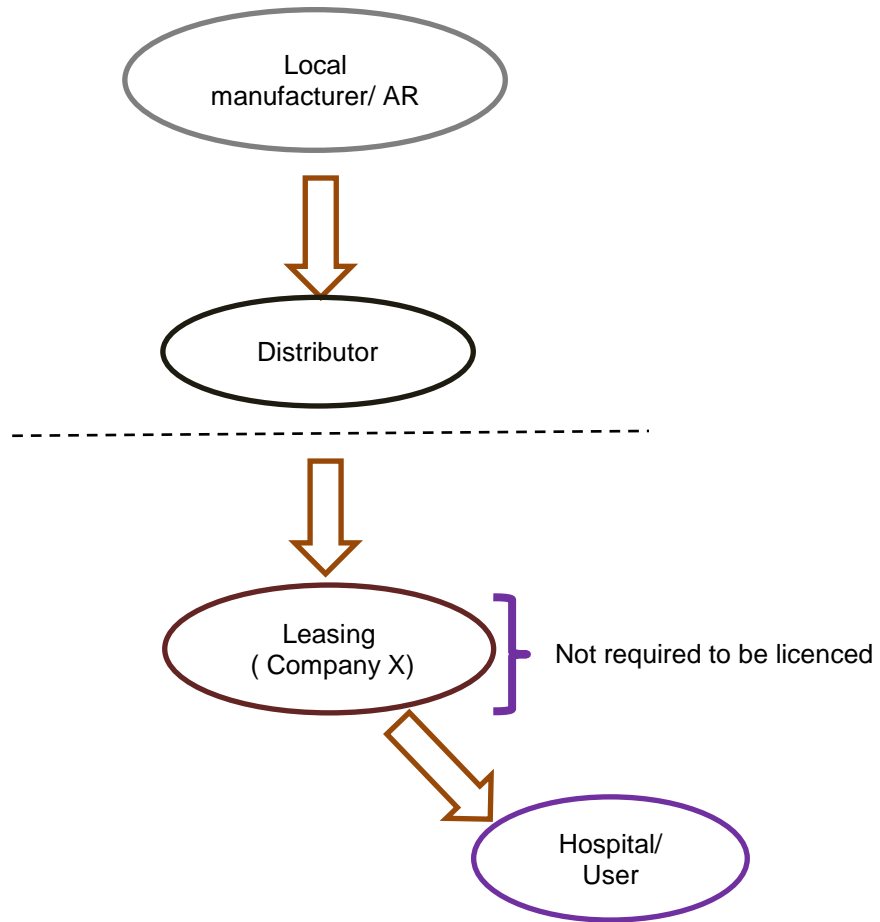 Local
manufacturer/ AR
Distributor
Leasing
( Company X)
Not required to be licenced
Hospital/
User